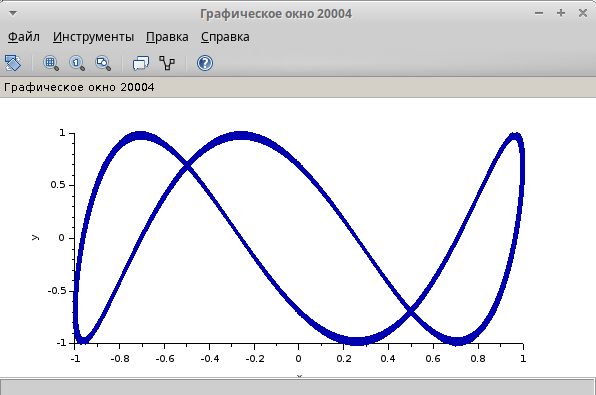 Графическое окно 20004
Файл Инструменты Правка Справка
Графическое окно 20004
1
0.5
0
-0.5
-1
y
-1 -0.8 -0.6 -0.4 -0.2 0 0.2 0.4 0.6 0.8 1